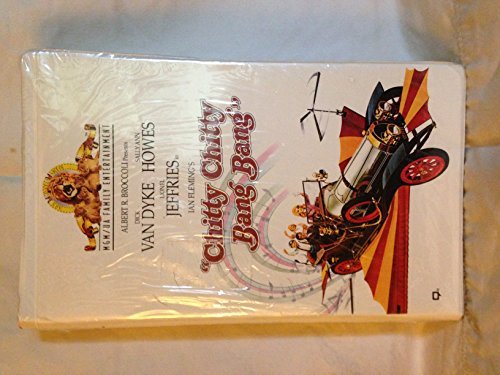 MGM/UA FAMILY ENTERTAINMENT
ALBERT R. BROCCOLI Presents
DICK SALLY ANN
VAN DYKE HOWES
LIONEL
JEFFRIES in
IAN FLEMING'S
"Chitty Chitty
Bang Bang"